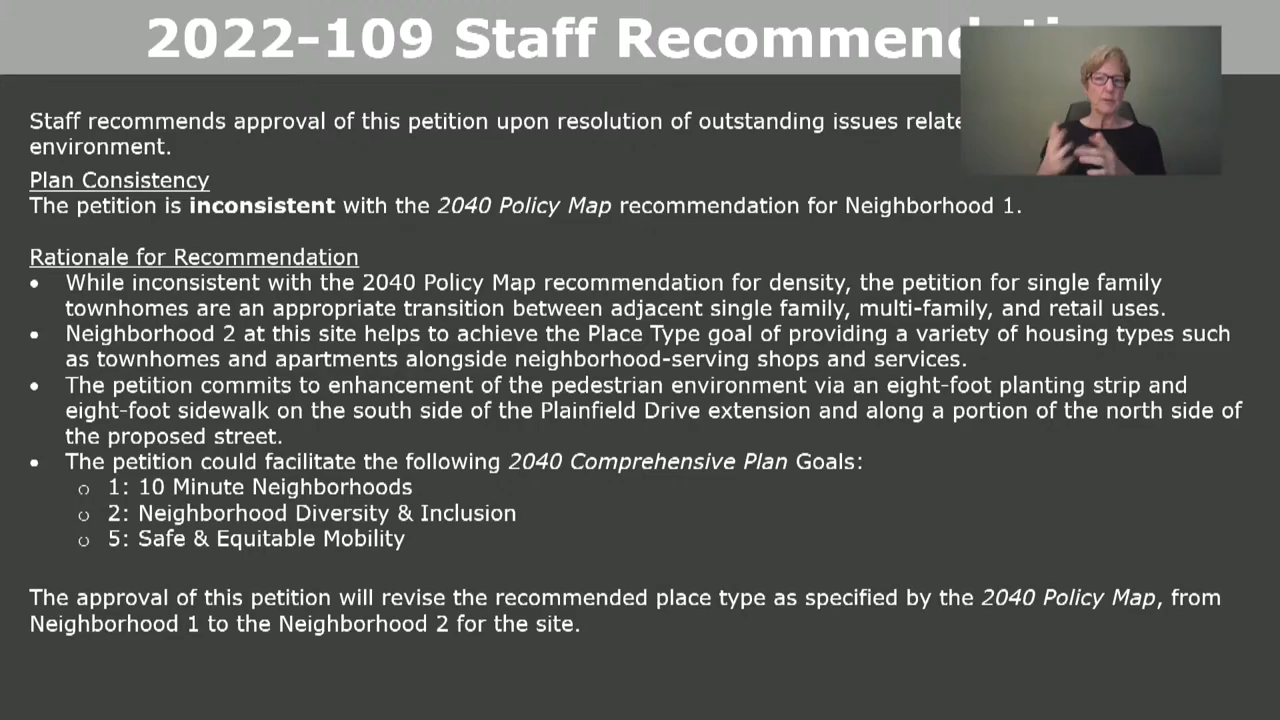 2022-109 Staff
Staff recommends approval of this petition upon resolution of outstanding issues
environment.
Plan Consistency
The petition is inconsistent with the 2040 Policy Map recommendation for Neighborhood 1.
Rationale for Recommendation
• While inconsistent with the 2040 Policy Map recommendation for density, the petition for single family
townhomes are an appropriate transition between adjacent single family, multi-family, and retail uses.
• Neighborhood 2 at this site helps to achieve the Place Type goal of providing a variety of housing types such
as townhomes and apartments alongside neighborhood-serving shops and services.
• The petition commits to enhancement of the pedestrian environment via an eight-foot planting strip and
eight-foot sidewalk on the south side of the Plainfield Drive extension and along a portion of the north side of
the proposed street.
• The petition could facilitate the following 2040 Comprehensive Plan Goals:
○ 1: 10 Minute Neighborhoods
○ 2: Neighborhood Diversity & Inclusion
○ 5: Safe & Equitable Mobility
The approval of this petition will revise the recommended place type as specified by the 2040 Policy Map, from
Neighborhood 1 to the Neighborhood 2 for the site.